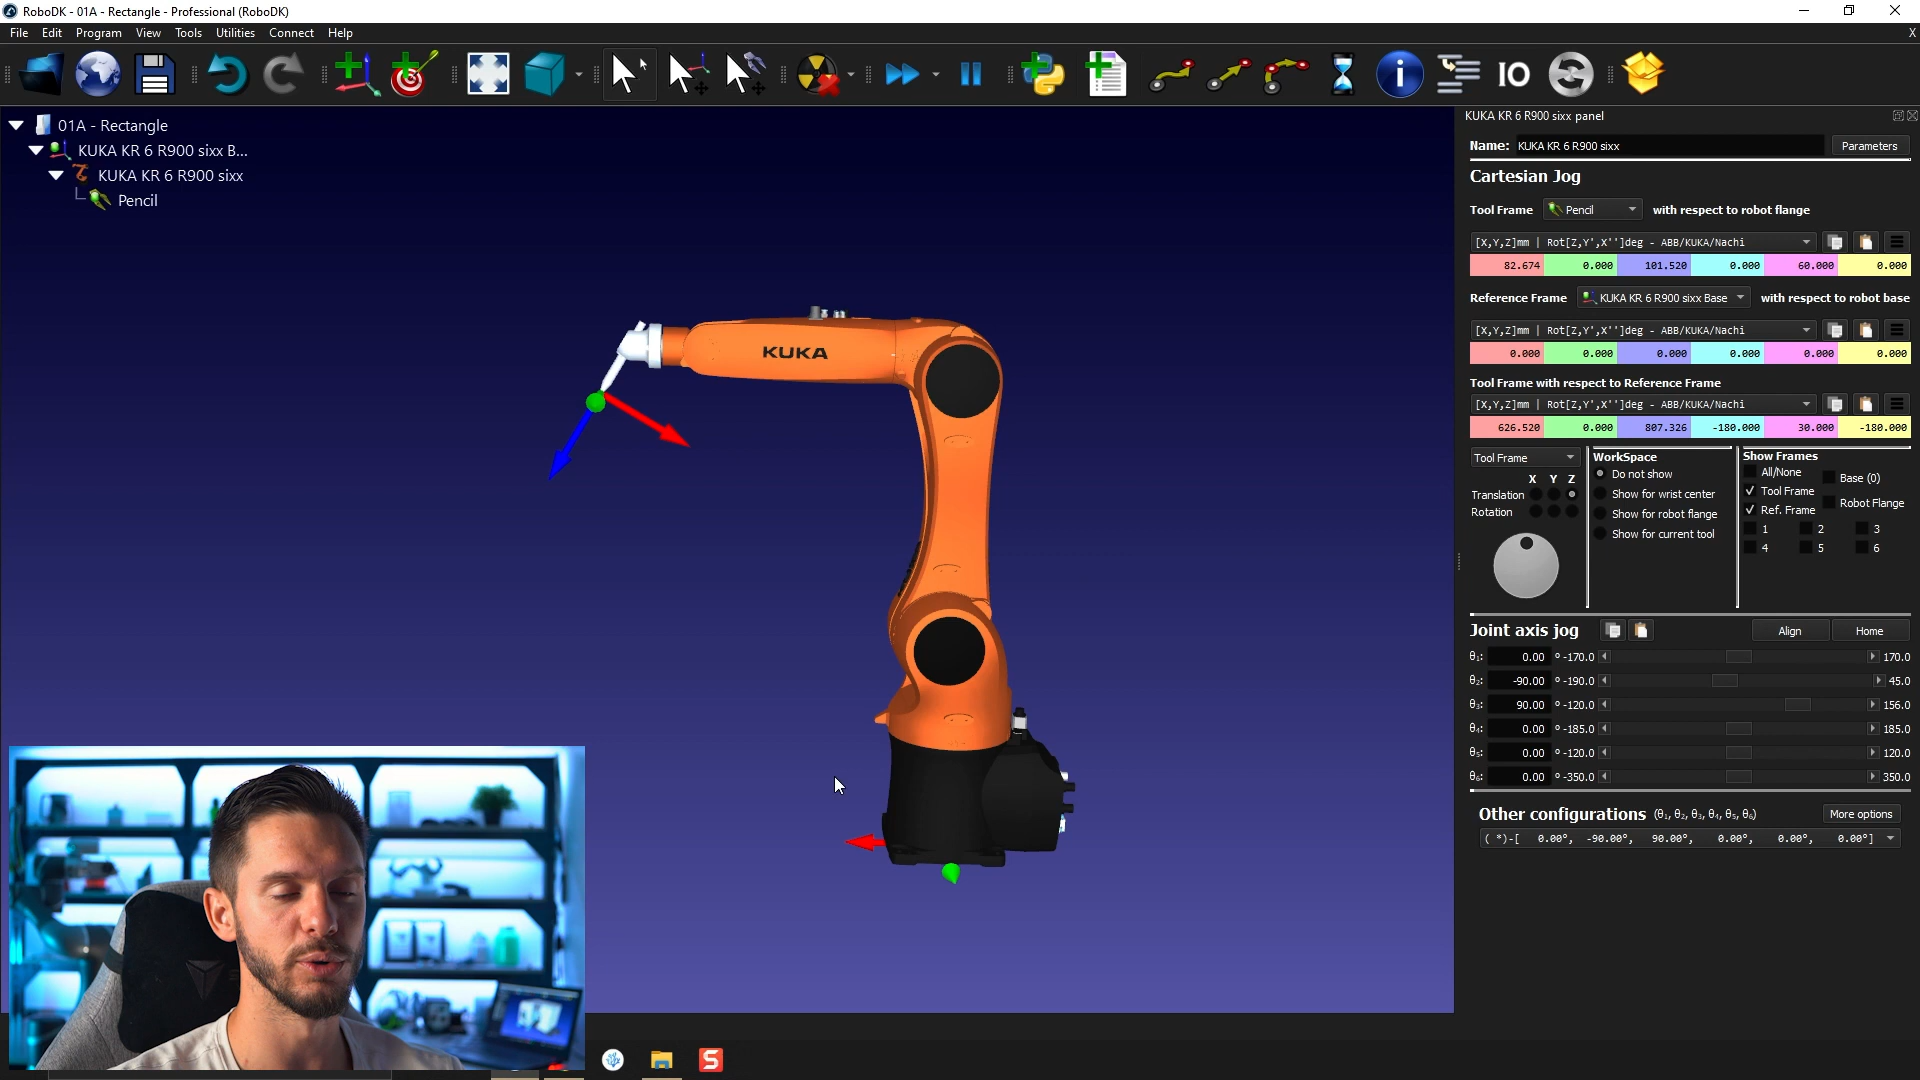 RoboDK - 01A - Rectangle - Professional (RoboDK)
File Edit Program View Tools Utilities Connect Help
X
IO
01A - Rectangle
KUKA KR 6 R900 sixx B...
KUKA KR 6 R900 sixx
Pencil
KUKA
KUKA KR 6 R900 sixx panel
Name: KUKA KR 6 R900 sixx Parameters
Cartesian Jog
Tool Frame Pencil with respect to robot flange
[X,Y,Z]mm | Rot[Z,Y',X'']deg - ABB/KUKA/Nachi
82.674 0.000 101.520 0.000 60.000 0.000
Reference Frame KUKA KR 6 R900 sixx Base with respect to robot base
[X,Y,Z]mm | Rot[Z,Y',X'']deg - ABB/KUKA/Nachi
0.000 0.000 0.000 0.000 0.000 0.000
Tool Frame with respect to Reference Frame
[X,Y,Z]mm | Rot[Z,Y',X'']deg - ABB/KUKA/Nachi
626.520 0.000 807.326 -180.000 30.000 -180.000
Tool Frame
X Y Z
Translation
Rotation
WorkSpace
Do not show
Show for wrist center
Show for robot flange
Show for current tool
Show Frames
All/None Base (0)
Tool Frame
Robot Flange
Ref. Frame
1 2 3
4 5 6
Joint axis jog Align Home
θ₁: 0.00 º -170.0 170.0
θ₂: -90.00 º -190.0 45.0
θ₃: 90.00 º -120.0 156.0
θ₄: 0.00 º -185.0 185.0
θ₅: 0.00 º -120.0 120.0
θ₆: 0.00 º -350.0 350.0
Other configurations (θ₁, θ₂, θ₃, θ₄, θ₅, θ₆) More options
( *)-[ 0.00°, -90.00°, 90.00°, 0.00°, 0.00°, 0.00°]
S